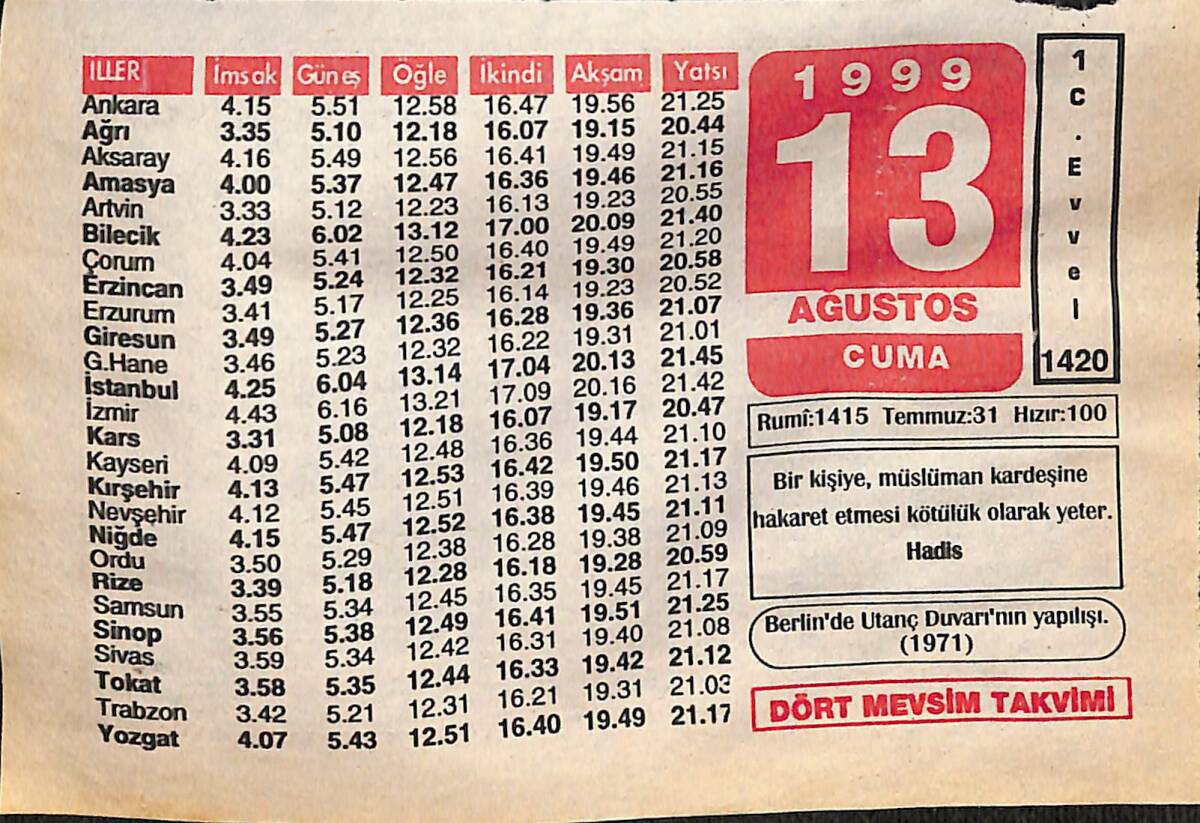 İLLER İmsak Güneş Öğle İkindi Akşam Yatsı
Ankara 4.15 5.51 12.58 16.47 19.56 21.25
Ağrı 3.35 5.10 12.18 16.07 19.15 20.44
Aksaray 4.16 5.49 12.56 16.41 19.49 21.15
Amasya 4.00 5.37 12.47 16.36 19.46 21.16
Artvin 3.33 5.12 12.23 16.13 19.23 20.55
Bilecik 4.23 6.02 13.12 17.00 20.09 21.40
Çorum 4.04 5.41 12.50 16.40 19.49 21.20
Erzincan 3.49 5.24 12.32 16.21 19.30 20.58
Erzurum 3.41 5.17 12.25 16.14 19.23 20.52
Giresun 3.49 5.27 12.36 16.28 19.36 21.07
G.Hane 3.46 5.23 12.32 16.22 19.31 21.01
İstanbul 4.25 6.04 13.14 17.04 20.13 21.45
İzmir 4.43 6.16 13.21 17.09 20.16 21.42
Kars 3.31 5.08 12.18 16.07 19.17 20.47
Kayseri 4.09 5.42 12.48 16.36 19.44 21.10
Kırşehir 4.13 5.47 12.53 16.42 19.50 21.17
Nevşehir 4.12 5.45 12.51 16.39 19.46 21.13
Niğde 4.15 5.47 12.52 16.38 19.45 21.11
Ordu 3.50 5.29 12.38 16.28 19.38 21.09
Rize 3.39 5.18 12.28 16.18 19.28 20.59
Samsun 3.55 5.34 12.45 16.35 19.45 21.17
Sinop 3.56 5.38 12.49 16.41 19.51 21.25
Sivas 3.59 5.34 12.42 16.31 19.40 21.08
Tokat 3.58 5.35 12.44 16.33 19.42 21.12
Trabzon 3.42 5.21 12.31 16.21 19.31 21.03
Yozgat 4.07 5.43 12.51 16.40 19.49 21.17
1999
13
AĞUSTOS
CUMA
1
C
.
E
v
v
e
l
1420
Rumî:1415 Temmuz:31 Hızır:100
Bir kişiye, müslüman kardeşine
hakaret etmesi kötülük olarak yeter.
Hadis
Berlin'de Utanç Duvarı'nın yapılışı.
(1971)
DÖRT MEVSİM TAKVİMİ